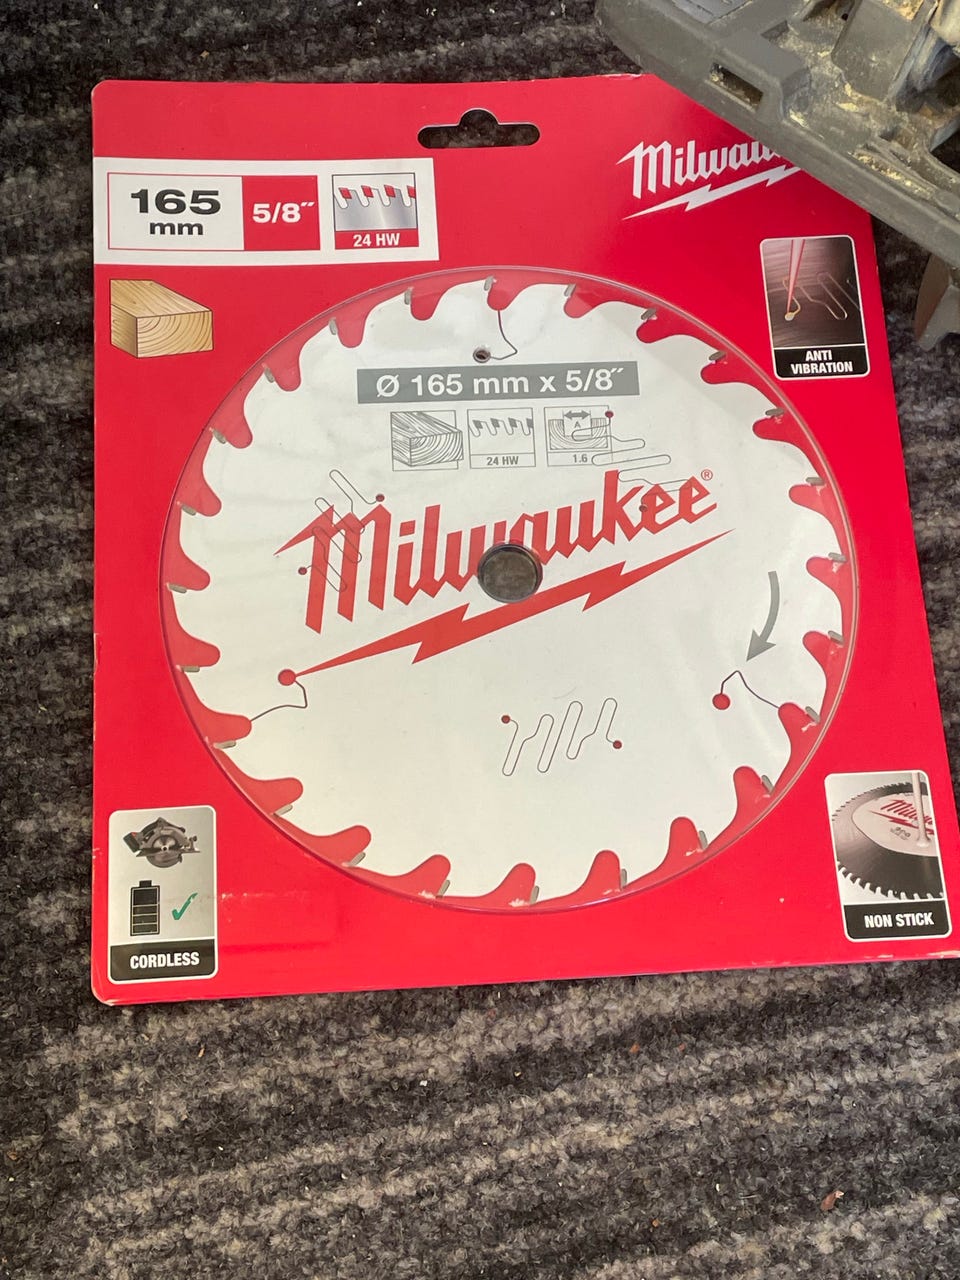 165
mm
5/8"
24 HW
Milwau
ANTI
VIBRATION
Ø 165 mm x 5/8"
24 HW
A
1.6
Milwaukee®
CORDLESS
NON STICK